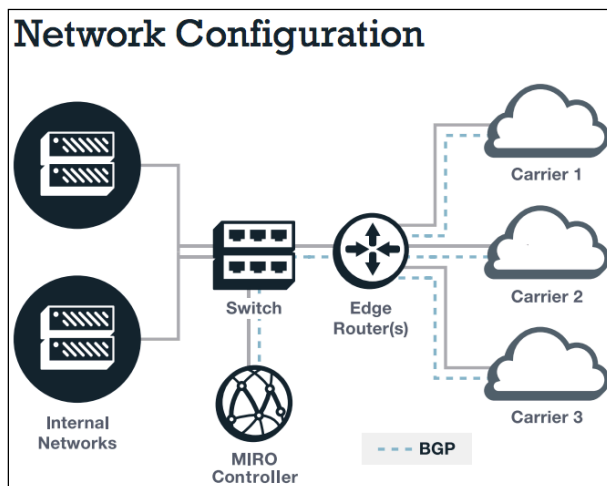 Network Configuration
Carrier 1
Carrier 2
Switch
Edge
Router(s)
Internal
Networks
MIRO
Controller
Carrier 3
BGP